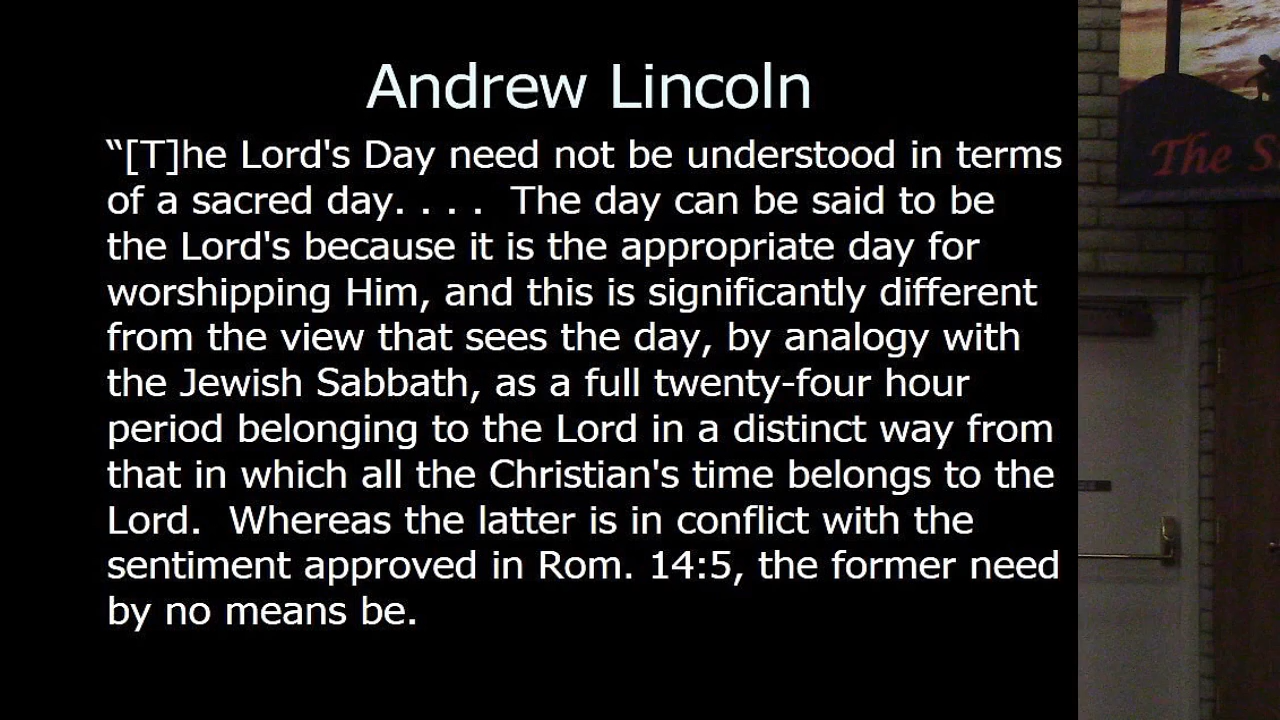 Andrew Lincoln
“[T]he Lord's Day need not be understood in terms
of a sacred day. . . .  The day can be said to be
the Lord's because it is the appropriate day for
worshipping Him, and this is significantly different
from the view that sees the day, by analogy with
the Jewish Sabbath, as a full twenty-four hour
period belonging to the Lord in a distinct way from
that in which all the Christian's time belongs to the
Lord.  Whereas the latter is in conflict with the
sentiment approved in Rom. 14:5, the former need
by no means be.
The